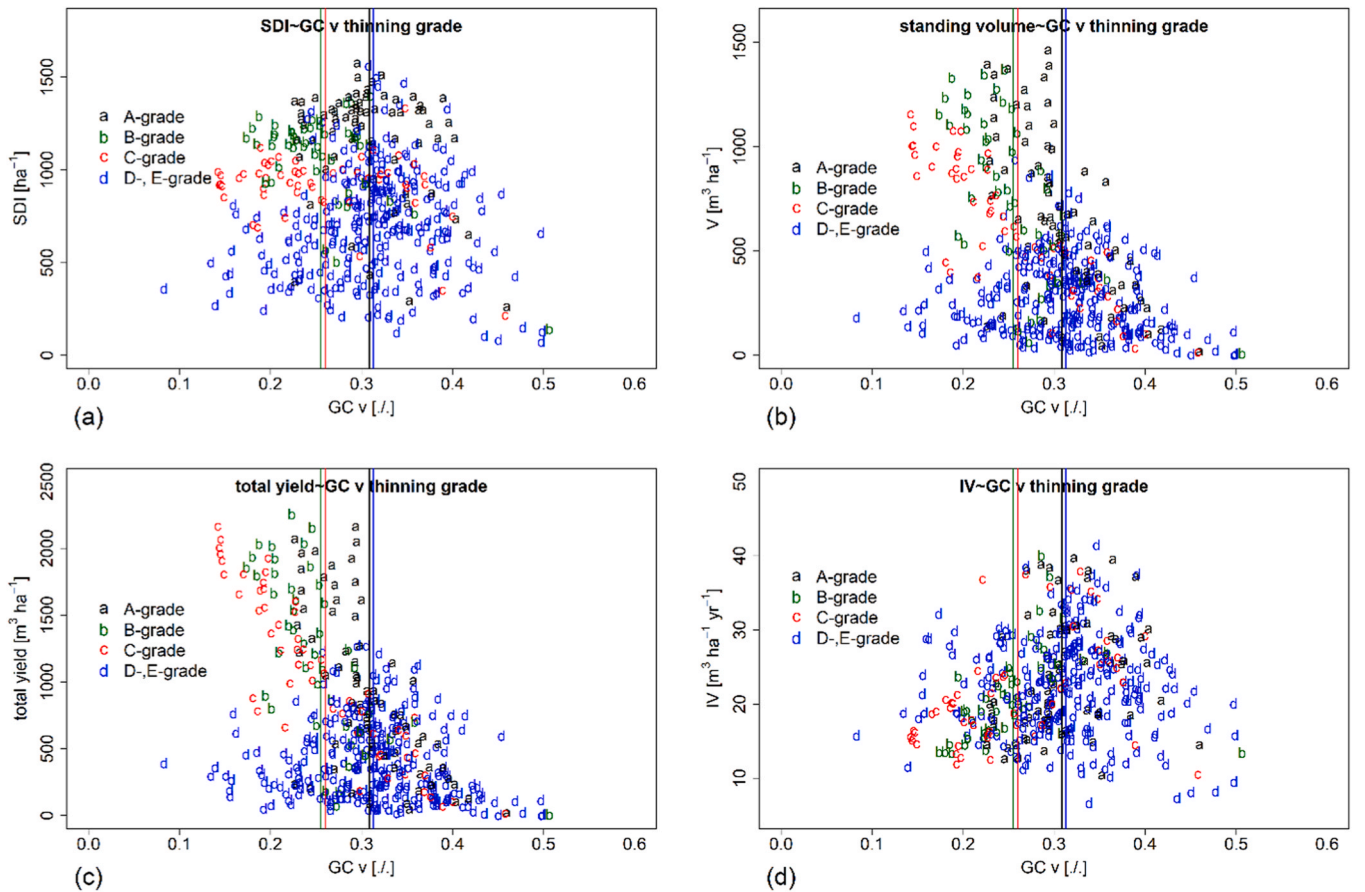 SDI~GC v thinning grade
SDI [ha⁻¹]
1500
1000
500
0
a A-grade
b B-grade
c C-grade
d D-, E-grade
0.0 0.1 0.2 0.3 0.4 0.5 0.6
GC v [./.]
(a)
standing volume~GC v thinning grade
V [m³ ha⁻¹]
1500
1000
500
0
a A-grade
b B-grade
c C-grade
d D-,E-grade
0.0 0.1 0.2 0.3 0.4 0.5 0.6
GC v [./.]
(b)
total yield~GC v thinning grade
total yield [m³ ha⁻¹]
2500
2000
1500
1000
500
0
a A-grade
b B-grade
c C-grade
d D-,E-grade
0.0 0.1 0.2 0.3 0.4 0.5 0.6
GC v [./.]
(c)
IV~GC v thinning grade
IV [m³ ha⁻¹ yr⁻¹]
50
40
30
20
10
a A-grade
b B-grade
c C-grade
d D-,E-grade
0.0 0.1 0.2 0.3 0.4 0.5 0.6
GC v [./.]
(d)